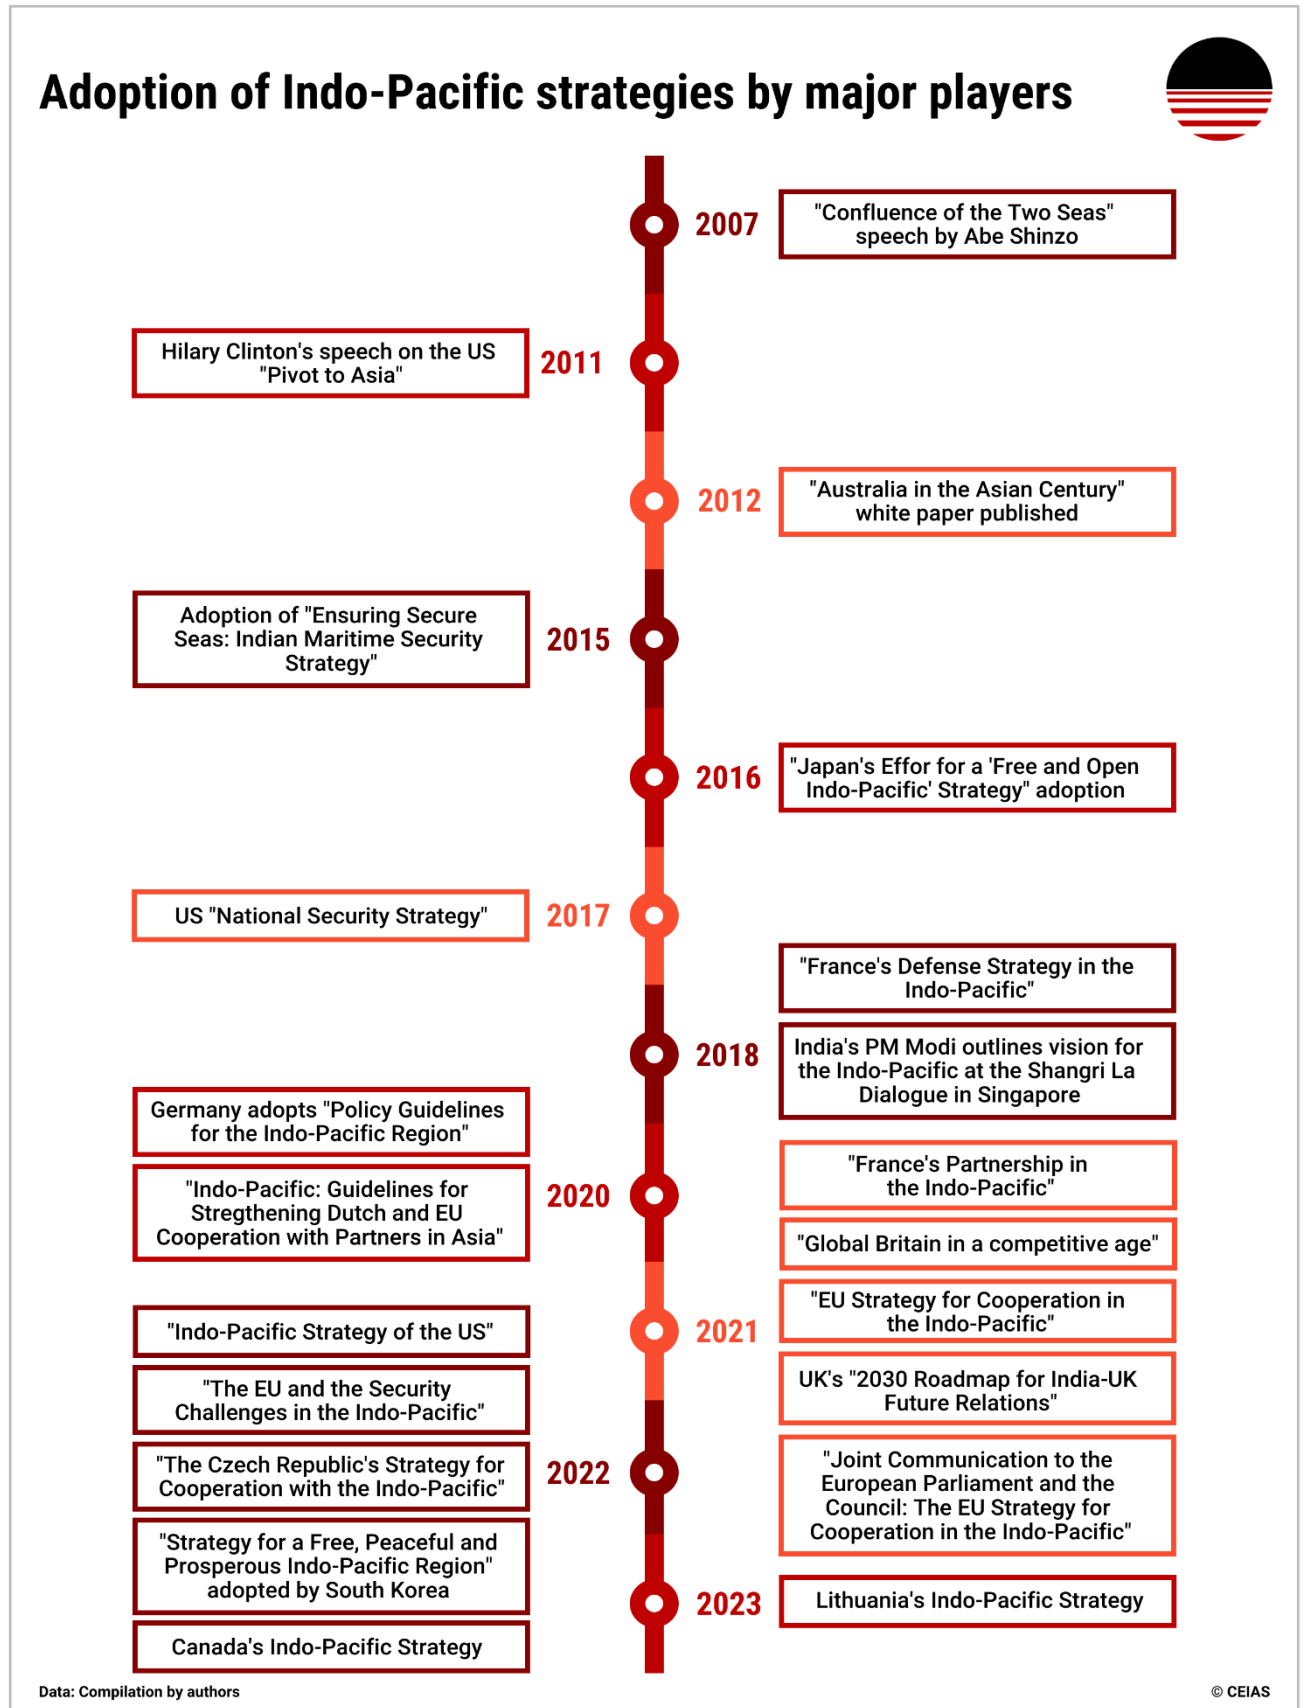 Adoption of Indo-Pacific strategies by major players
2007
"Confluence of the Two Seas"
speech by Abe Shinzo
Hilary Clinton's speech on the US
"Pivot to Asia"
2011
2012
"Australia in the Asian Century"
white paper published
Adoption of "Ensuring Secure
Seas: Indian Maritime Security
Strategy"
2015
2016
"Japan's Effor for a 'Free and Open
Indo-Pacific' Strategy" adoption
US "National Security Strategy"
2017
2018
"France's Defense Strategy in the
Indo-Pacific"
India's PM Modi outlines vision for
the Indo-Pacific at the Shangri La
Dialogue in Singapore
Germany adopts "Policy Guidelines
for the Indo-Pacific Region"
"Indo-Pacific: Guidelines for
Stregthening Dutch and EU
Cooperation with Partners in Asia"
2020
2021
"France's Partnership in
the Indo-Pacific"
"Global Britain in a competitive age"
"EU Strategy for Cooperation in
the Indo-Pacific"
UK's "2030 Roadmap for India-UK
Future Relations"
"Joint Communication to the
European Parliament and the
Council: The EU Strategy for
Cooperation in the Indo-Pacific"
"Indo-Pacific Strategy of the US"
"The EU and the Security
Challenges in the Indo-Pacific"
"The Czech Republic's Strategy for
Cooperation with the Indo-Pacific"
"Strategy for a Free, Peaceful and
Prosperous Indo-Pacific Region"
adopted by South Korea
Canada's Indo-Pacific Strategy
2022
2023
Lithuania's Indo-Pacific Strategy
Data: Compilation by authors
© CEIAS